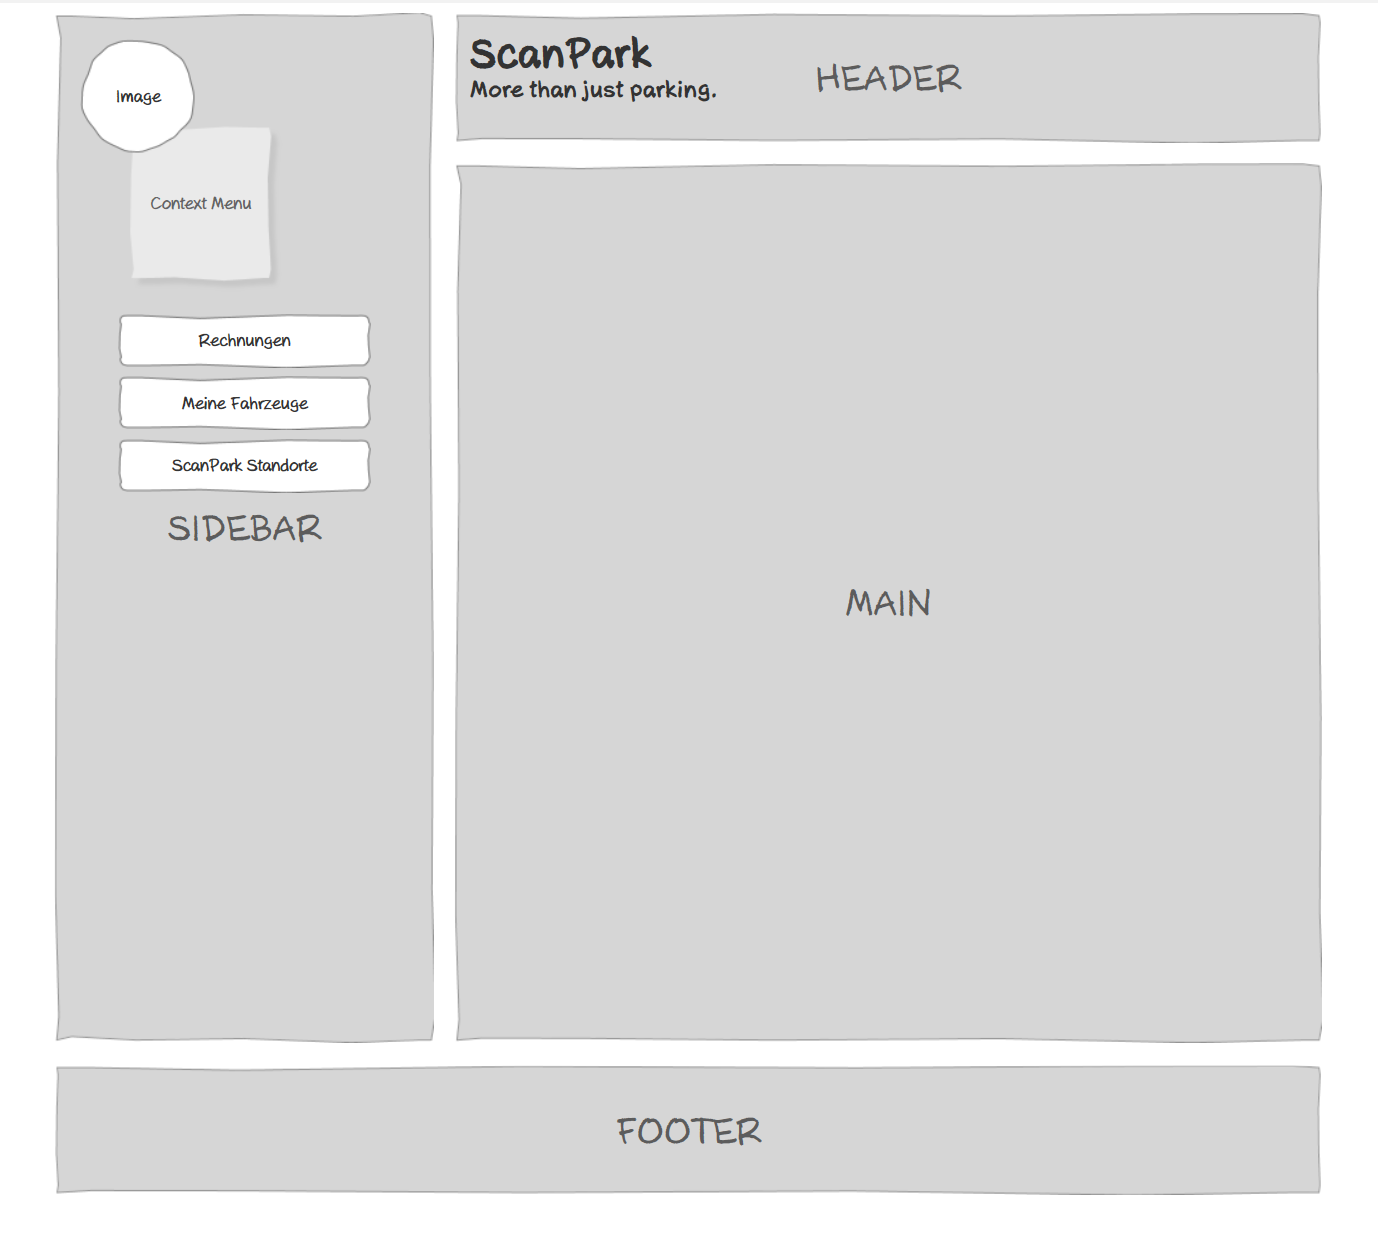 Image
Context Menu
Rechnungen
Meine Fahrzeuge
ScanPark Standorte
SIDEBAR
ScanPark
More than just parking.
HEADER
MAIN
FOOTER